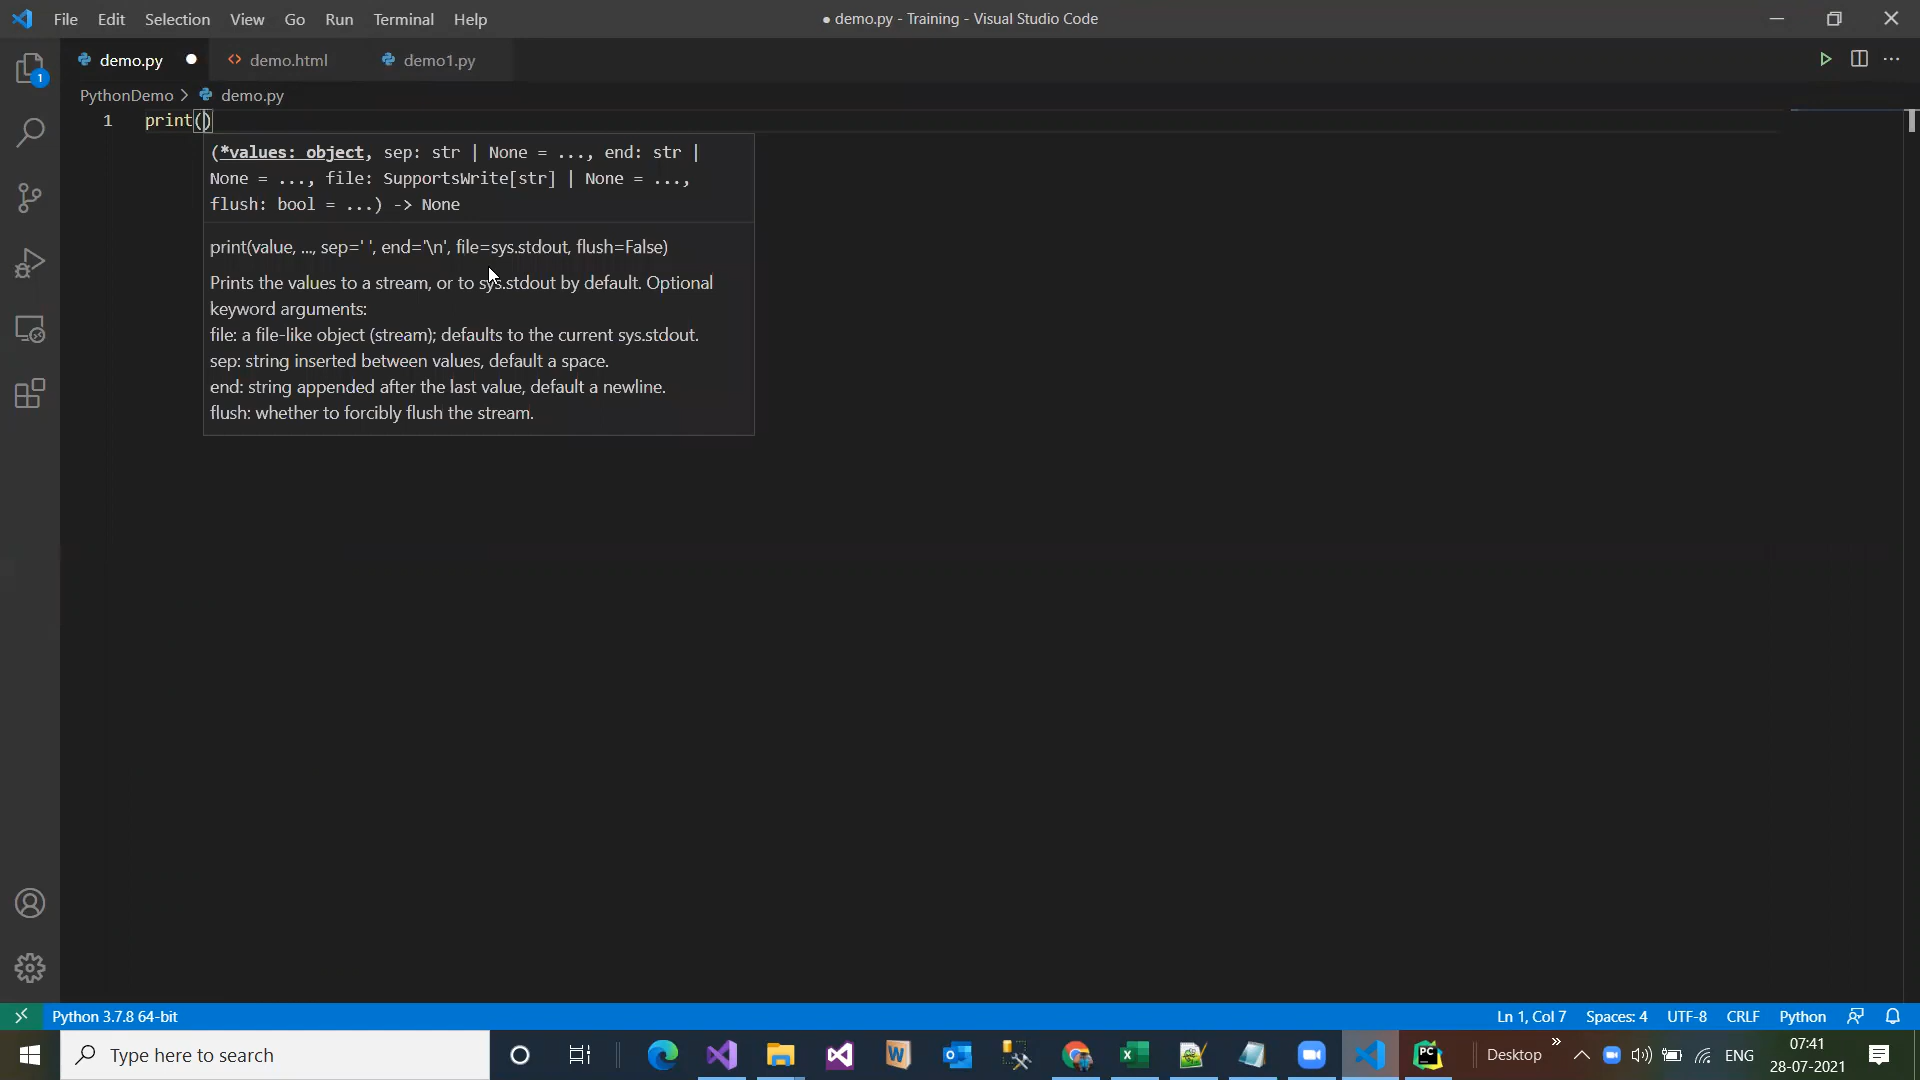 File Edit Selection View Go Run Terminal Help
● demo.py - Training - Visual Studio Code
demo.py ● demo.html demo1.py
1
PythonDemo > demo.py
1 print()
(*values: object, sep: str | None = ..., end: str |
None = ..., file: SupportsWrite[str] | None = ...,
flush: bool = ...) -> None
print(value, ..., sep=' ', end='\n', file=sys.stdout, flush=False)
Prints the values to a stream, or to sys.stdout by default. Optional
keyword arguments:
file: a file-like object (stream); defaults to the current sys.stdout.
sep: string inserted between values, default a space.
end: string appended after the last value, default a newline.
flush: whether to forcibly flush the stream.
Python 3.7.8 64-bit
Ln 1, Col 7 Spaces: 4 UTF-8 CRLF Python
Type here to search
W
PC
Desktop »
ENG
07:41
28-07-2021